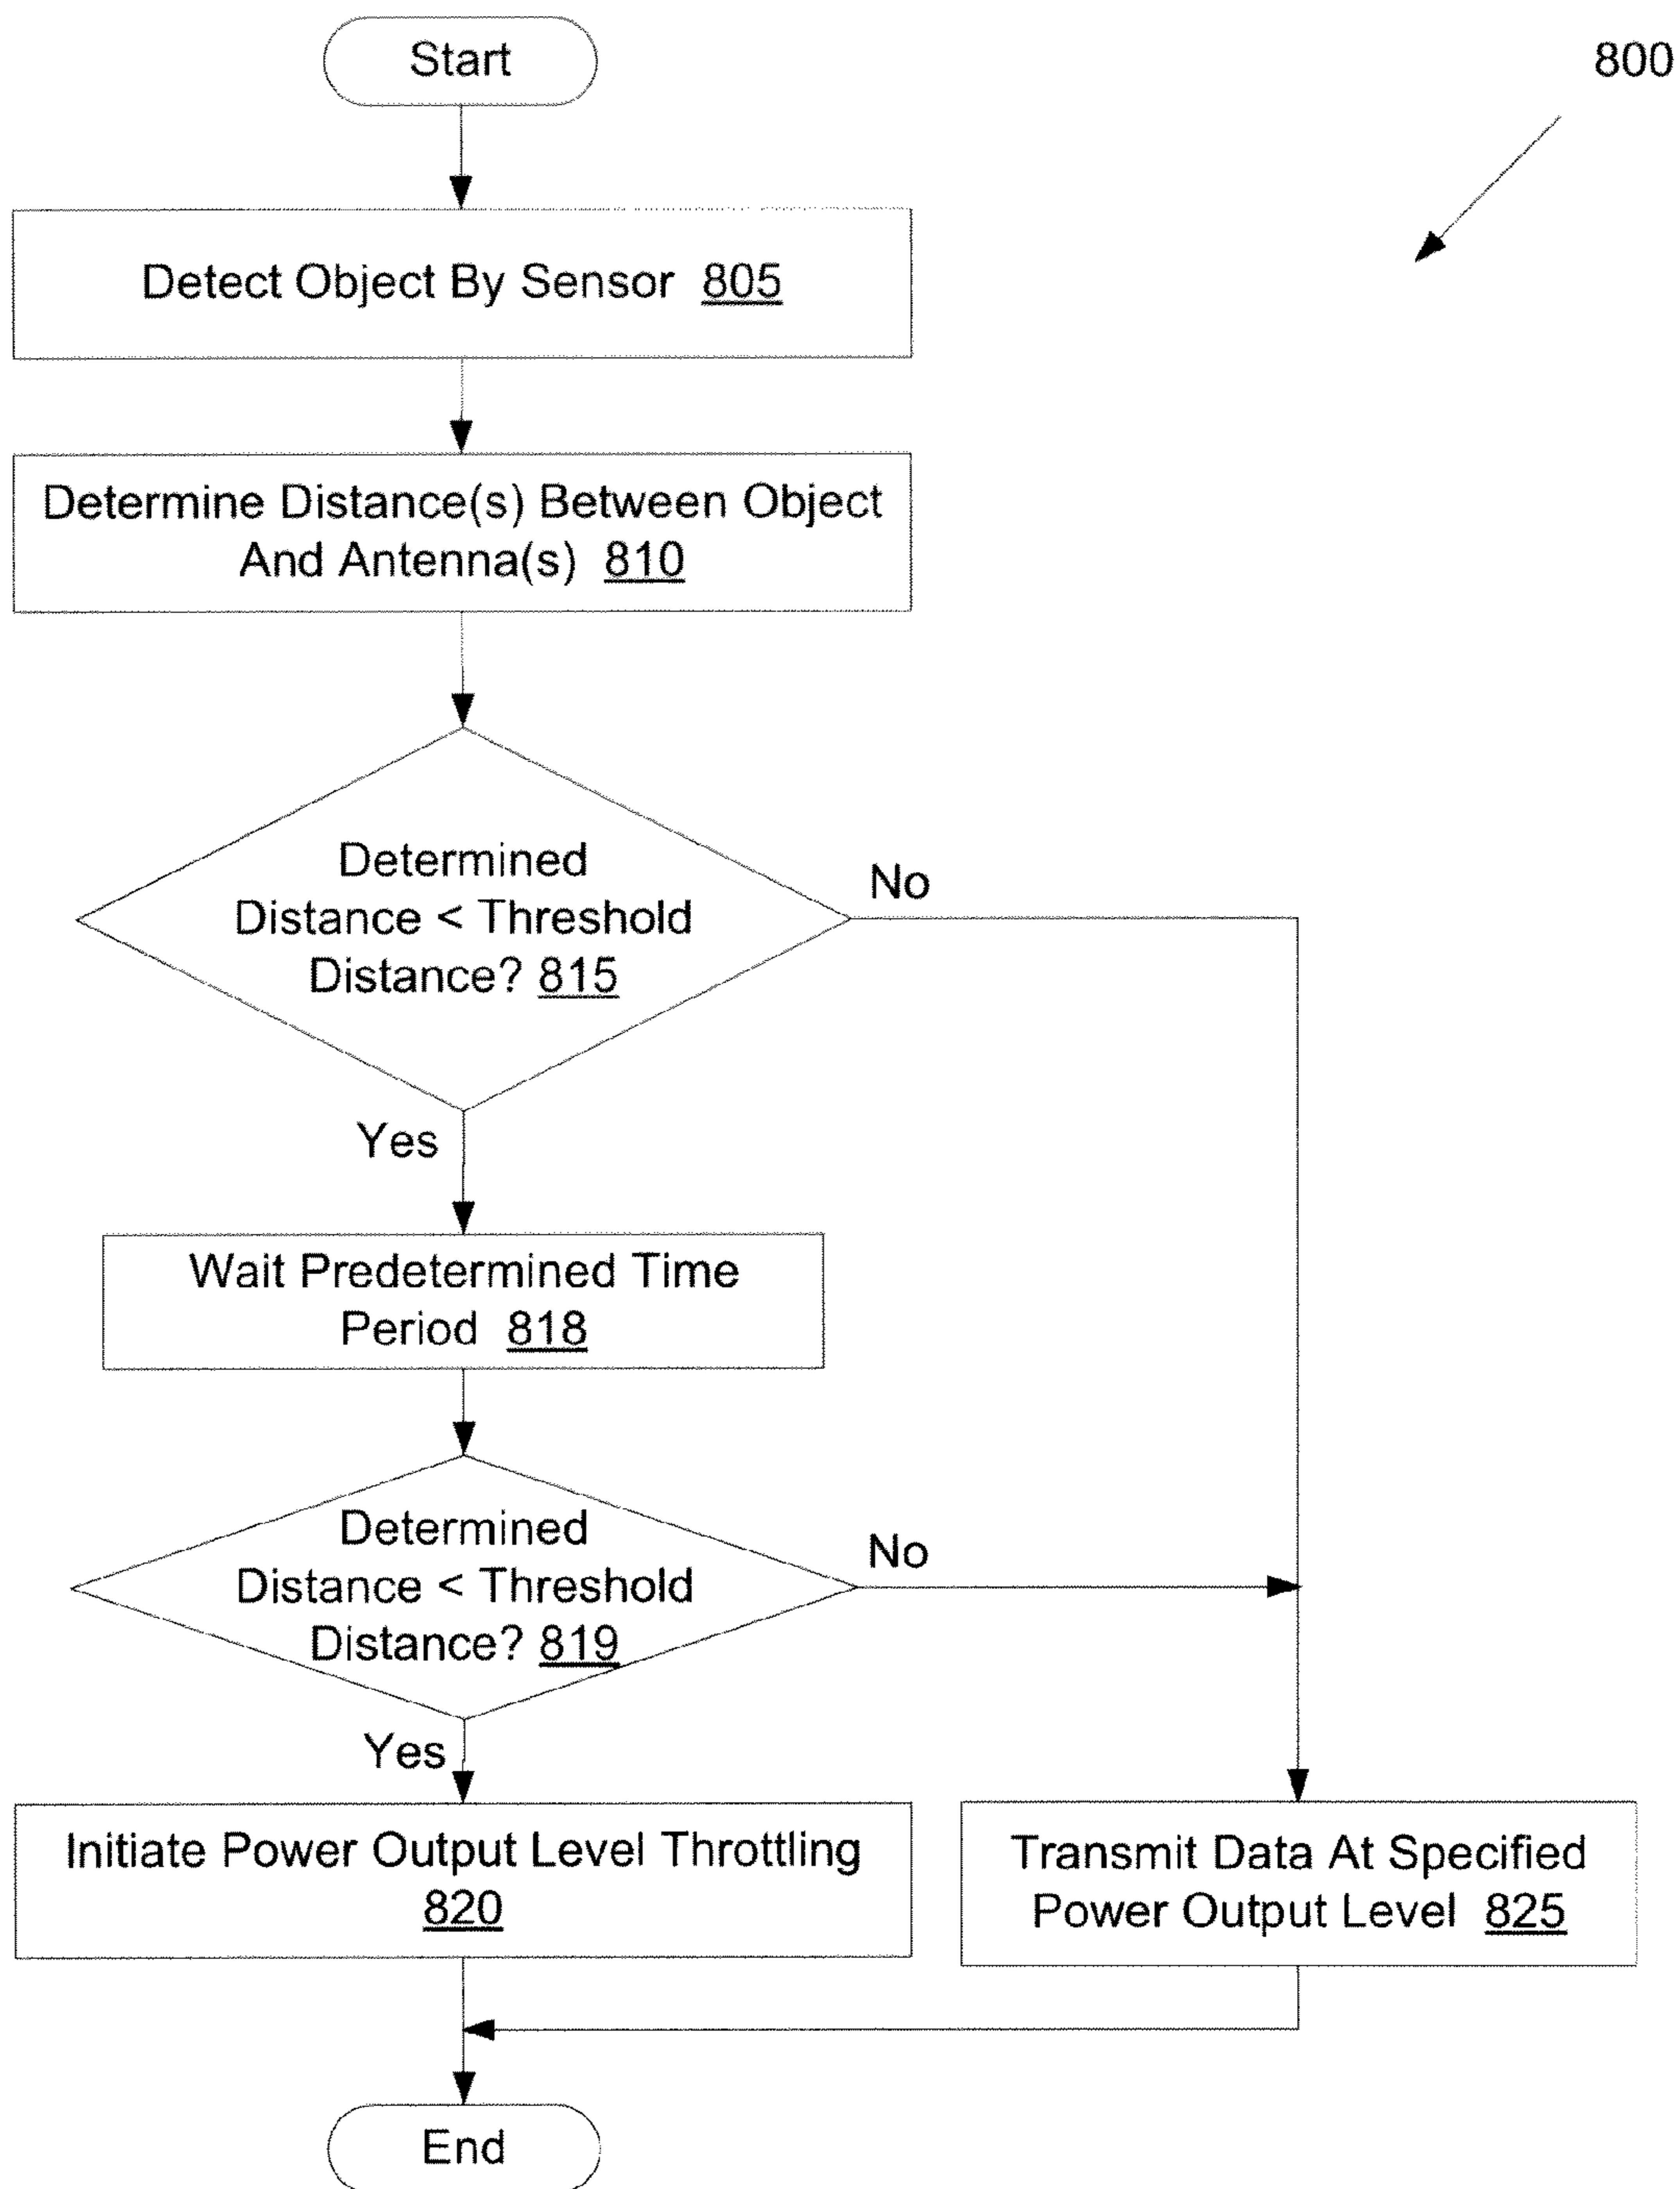 Start
800
Detect Object By Sensor 805
Determine Distance(s) Between Object
And Antenna(s) 810
Determined
Distance < Threshold
Distance? 815
No
Yes
Wait Predetermined Time
Period 818
Determined
Distance < Threshold
Distance? 819
No
Yes
Initiate Power Output Level Throttling
820
Transmit Data At Specified
Power Output Level 825
End